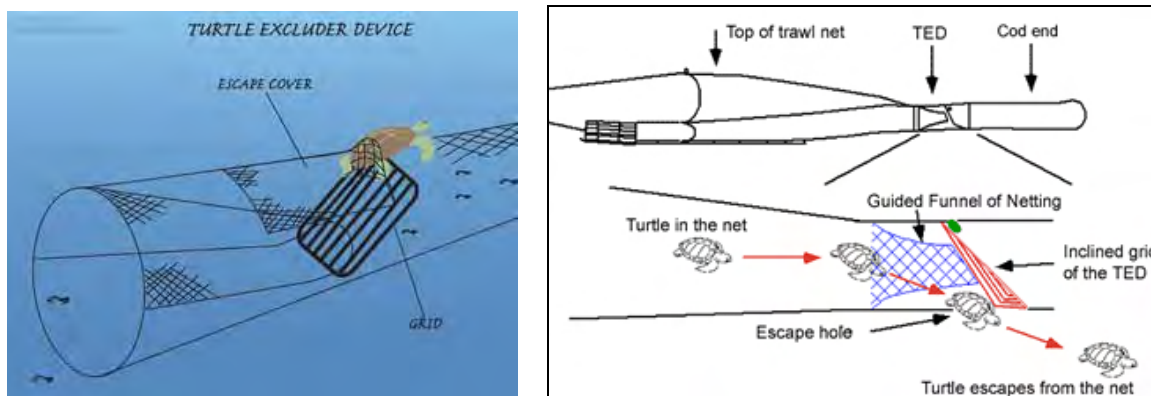 TURTLE EXCLUDER DEVICE
ESCAPE COVER
GRID
Top of trawl net
TED
Cod end
Guided Funnel of Netting
Turtle in the net
Inclined grid
of the TED
Escape hole
Turtle escapes from the net